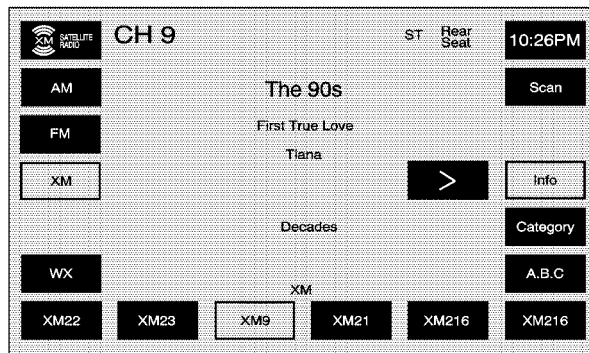 XM SATELLITE RADIO CH 9 ST Rear Seat 10:26PM
AM The 90s Scan
FM First True Love
Tiana
XM > Info
Decades Category
WX A.B.C
XM
XM22 XM23 XM9 XM21 XM216 XM216